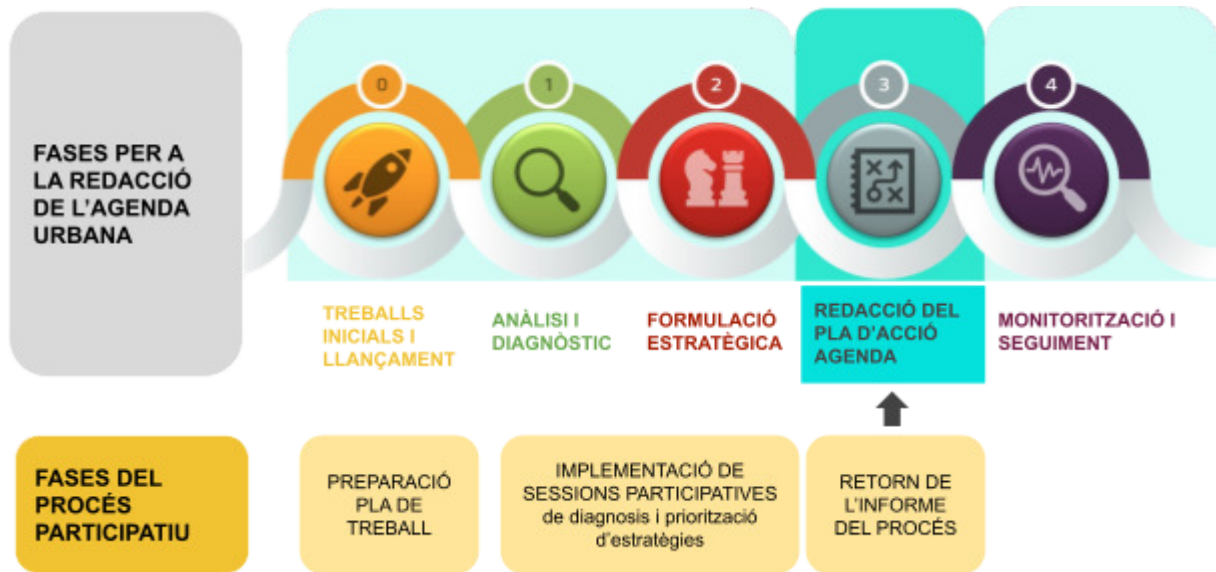 FASES PER A
LA REDACCIÓ
DE L'AGENDA
URBANA
0
1
2
3
4
TREBALLS
INICIALS I
LLANÇAMENT
ANÀLISI I
DIAGNÒSTIC
FORMULACIÓ
ESTRATÈGICA
REDACCIÓ DEL
PLA D'ACCIÓ
AGENDA
MONITORITZACIÓ I
SEGUIMENT
FASES DEL
PROCÉS
PARTICIPATIU
PREPARACIÓ
PLA DE
TREBALL
IMPLEMENTACIÓ DE
SESSIONS PARTICIPATIVES
de diagnosis i priorització
d'estratègies
RETORN DE
L'INFORME
DEL PROCÉS